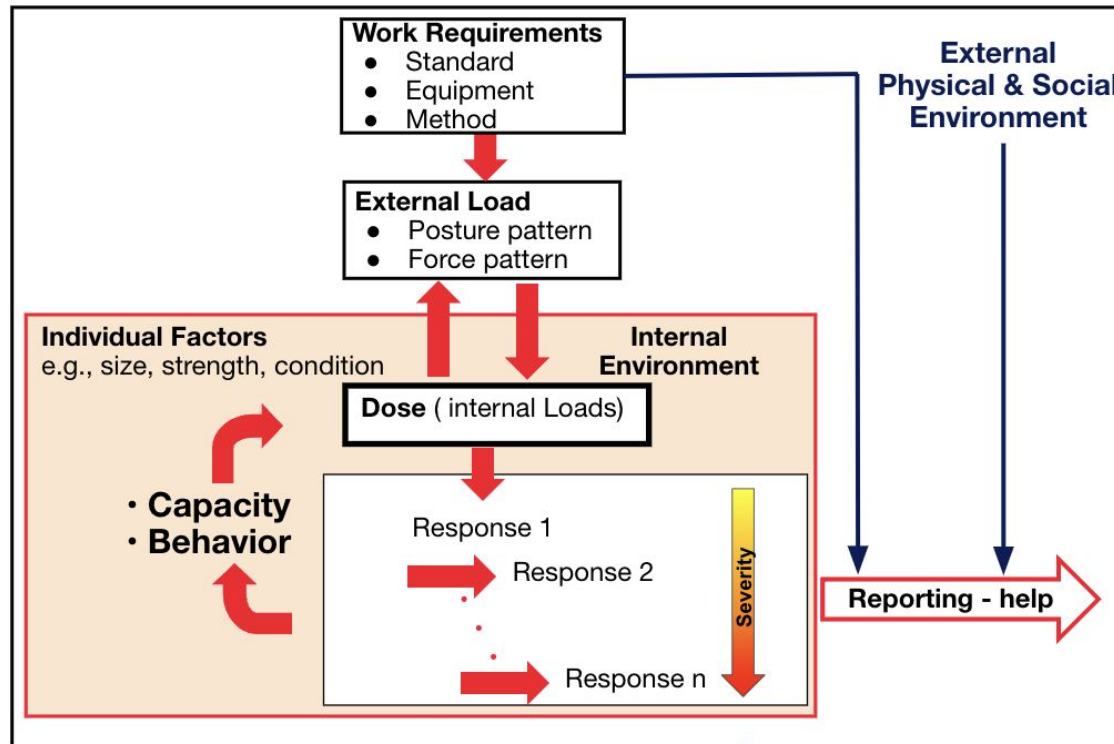 Work Requirements
● Standard
● Equipment
● Method
External
Physical & Social
Environment
External Load
● Posture pattern
● Force pattern
Individual Factors
e.g., size, strength, condition
Internal
Environment
Dose ( internal Loads)
· Capacity
· Behavior
Response 1
Response 2
Response n
Severity
Reporting - help